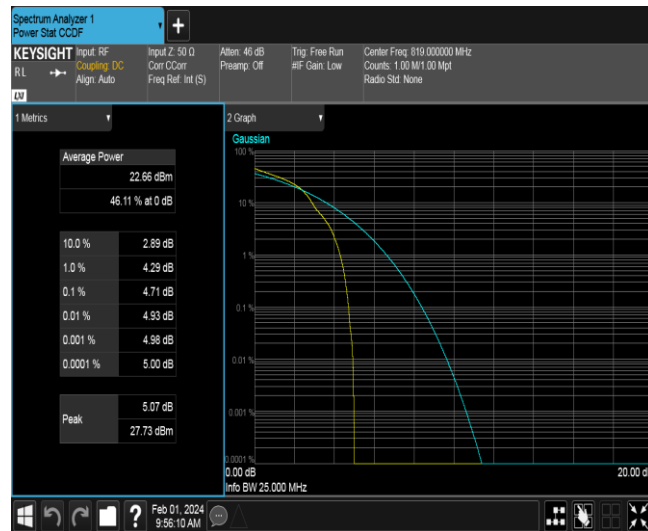 Spectrum Analyzer 1
Power Stat CCDF
+
KEYSIGHT
RL
LXI
Input: RF
Coupling: DC
Align: Auto
Input Z: 50 Ω
Corr CCorr
Freq Ref: Int (S)
Atten: 46 dB
Preamp: Off
Trig: Free Run
#IF Gain: Low
Center Freq: 819.000000 MHz
Counts: 1.00 M/1.00 Mpt
Radio Std: None
1 Metrics
Average Power
22.66 dBm
46.11 % at 0 dB
10.0 % 2.89 dB
1.0 % 4.29 dB
0.1 % 4.71 dB
0.01 % 4.93 dB
0.001 % 4.98 dB
0.0001 % 5.00 dB
Peak
5.07 dB
27.73 dBm
2 Graph
Gaussian
100 %
10 %
1 %
0.1 %
0.01 %
0.001 %
0.0001 %
0.00 dB
20.00 d
Info BW 25.000 MHz
?
Feb 01, 2024
9:56:10 AM